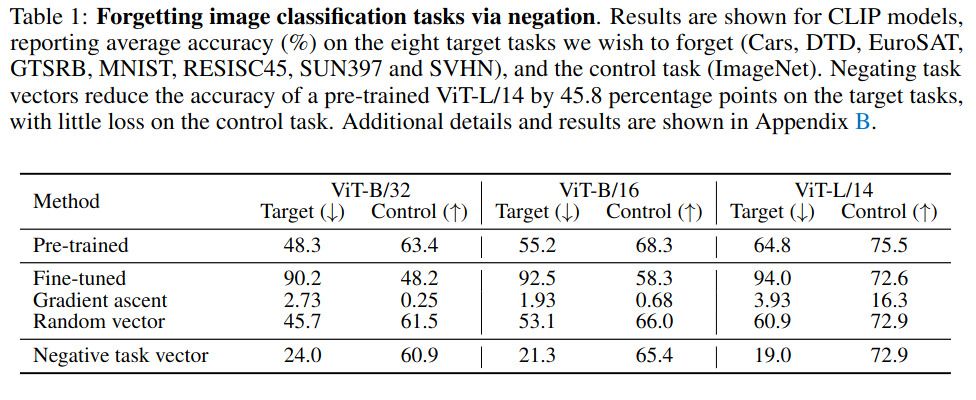 Table 1: Forgetting image classification tasks via negation. Results are shown for CLIP models,
reporting average accuracy (%) on the eight target tasks we wish to forget (Cars, DTD, EuroSAT,
GTSRB, MNIST, RESISC45, SUN397 and SVHN), and the control task (ImageNet). Negating task
vectors reduce the accuracy of a pre-trained ViT-L/14 by 45.8 percentage points on the target tasks,
with little loss on the control task. Additional details and results are shown in Appendix B.
Method ViT-B/32 ViT-B/16 ViT-L/14
Target (↓) Control (↑) Target (↓) Control (↑) Target (↓) Control (↑)
Pre-trained 48.3 63.4 55.2 68.3 64.8 75.5
Fine-tuned 90.2 48.2 92.5 58.3 94.0 72.6
Gradient ascent 2.73 0.25 1.93 0.68 3.93 16.3
Random vector 45.7 61.5 53.1 66.0 60.9 72.9
Negative task vector 24.0 60.9 21.3 65.4 19.0 72.9